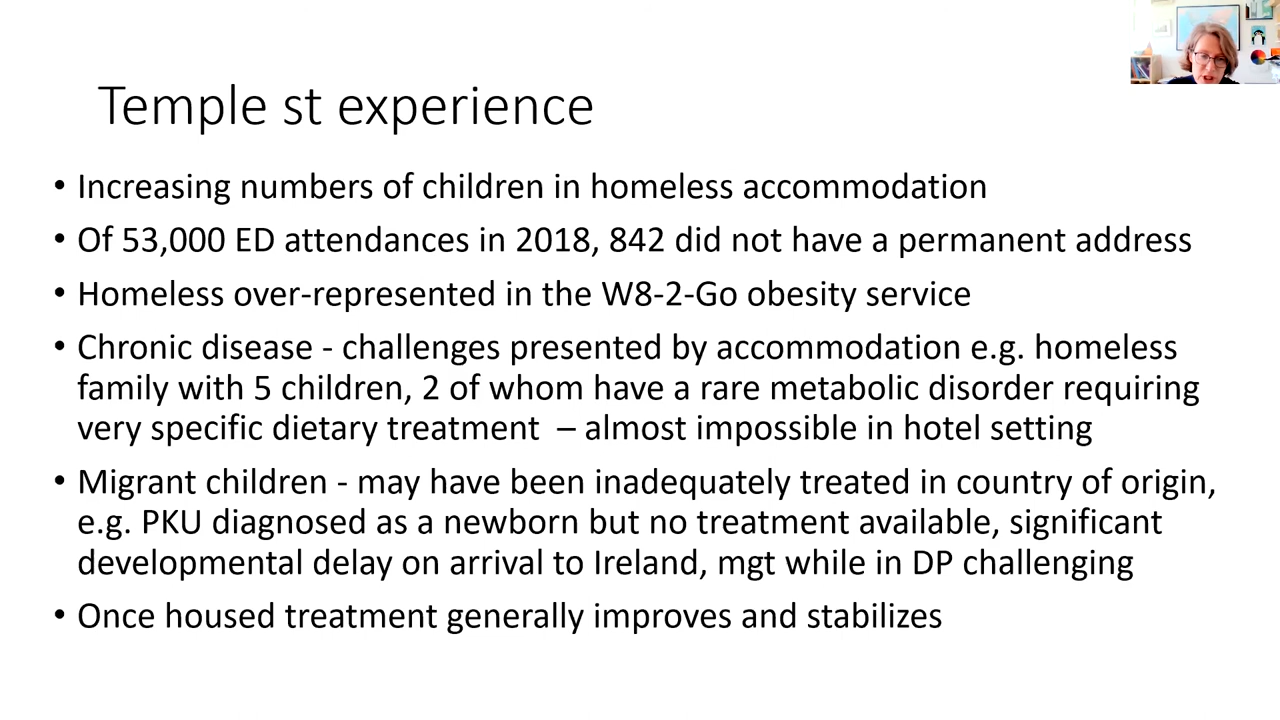 Temple st experience
• Increasing numbers of children in homeless accommodation
• Of 53,000 ED attendances in 2018, 842 did not have a permanent address
• Homeless over-represented in the W8-2-Go obesity service
• Chronic disease - challenges presented by accommodation e.g. homeless
family with 5 children, 2 of whom have a rare metabolic disorder requiring
very specific dietary treatment – almost impossible in hotel setting
• Migrant children - may have been inadequately treated in country of origin,
e.g. PKU diagnosed as a newborn but no treatment available, significant
developmental delay on arrival to Ireland, mgt while in DP challenging
• Once housed treatment generally improves and stabilizes